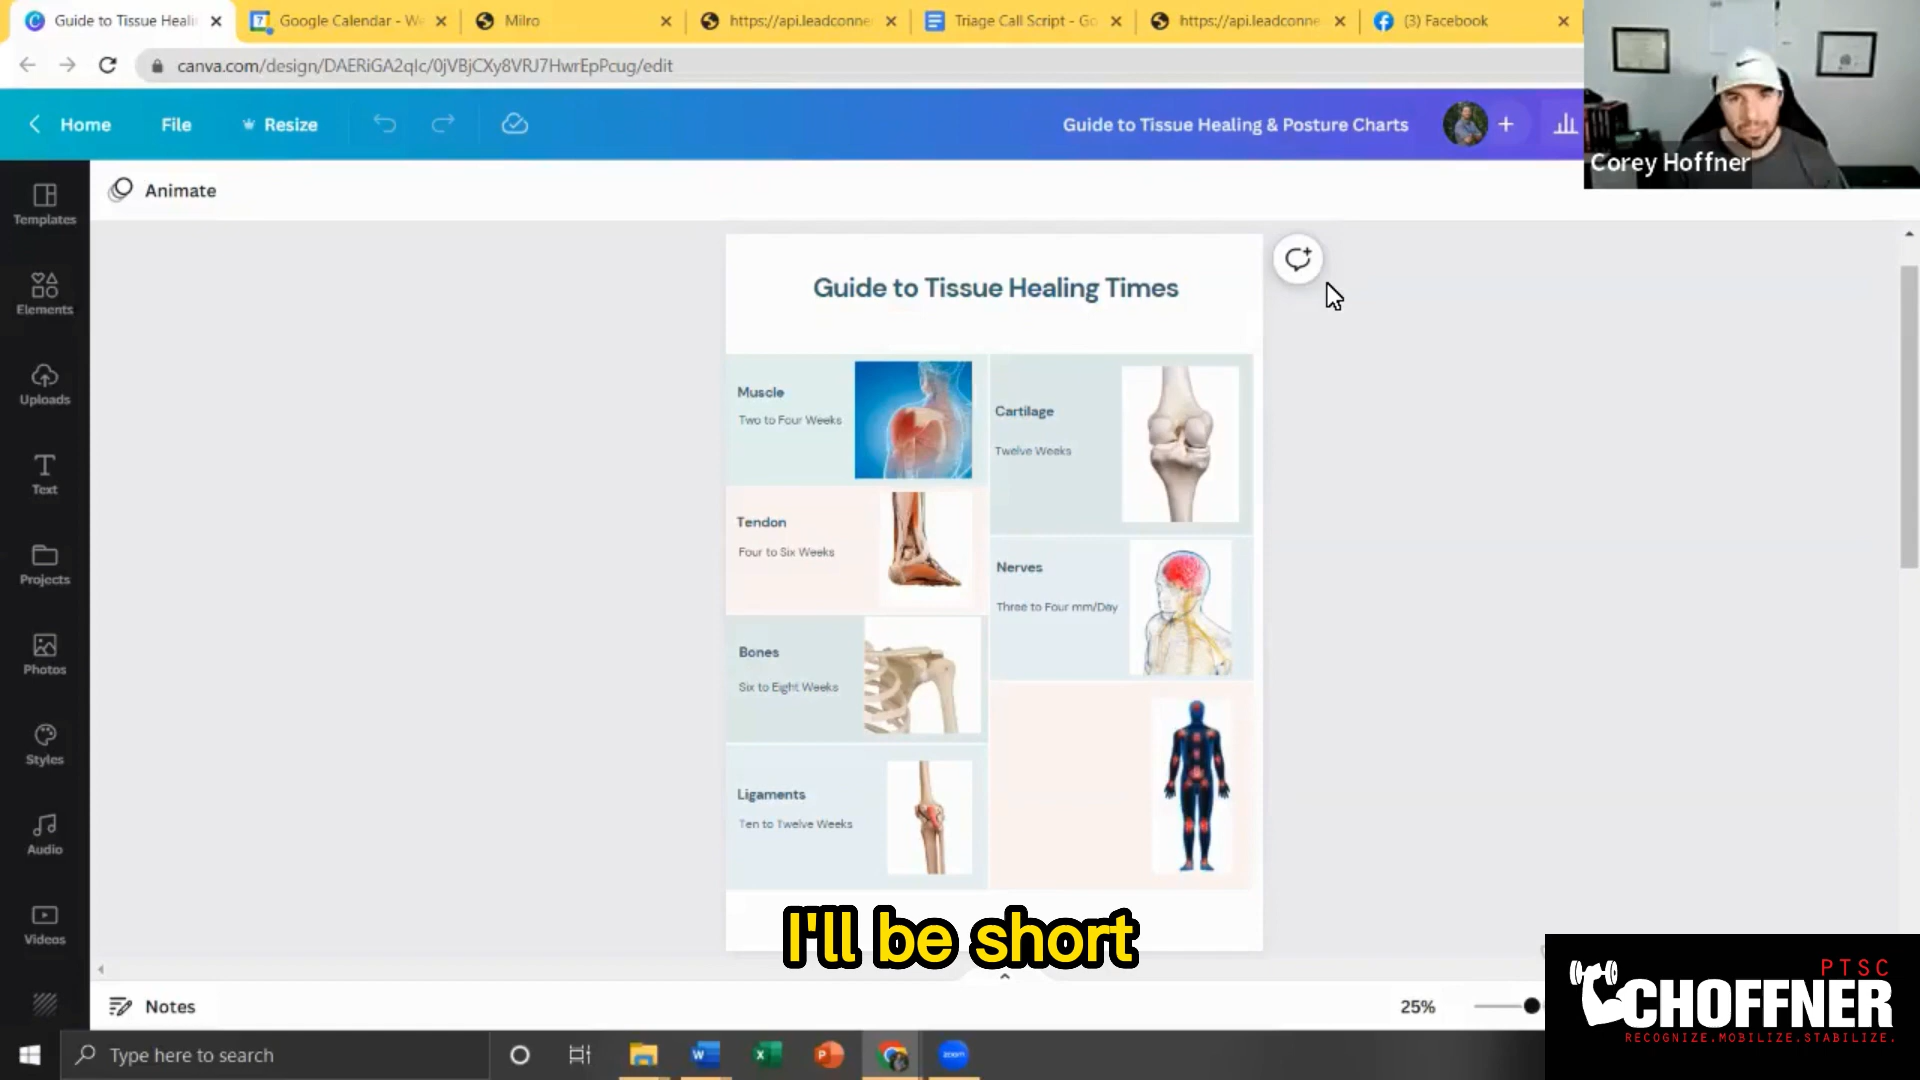 Guide to Tissue Heali
Google Calendar - We
Milro
https://api.leadconne
Triage Call Script - Go
https://api.leadconne
(3) Facebook
canva.com/design/DAERiGA2qlc/0jVBjCXy8VRJ7HwrEpPcug/edit
Home
File
Resize
Guide to Tissue Healing & Posture Charts
Corey Hoffner
Animate
Templates
Elements
Uploads
Text
Projects
Photos
Styles
Audio
Videos
Guide to Tissue Healing Times
Muscle
Two to Four Weeks
Tendon
Four to Six Weeks
Bones
Six to Eight Weeks
Ligaments
Ten to Twelve Weeks
Cartilage
Twelve Weeks
Nerves
Three to Four mm/Day
I'll be short
Notes
25%
PTSC
CHOFFNER
RECOGNIZE.MOBILIZE.STABILIZE.
Type here to search
zoom